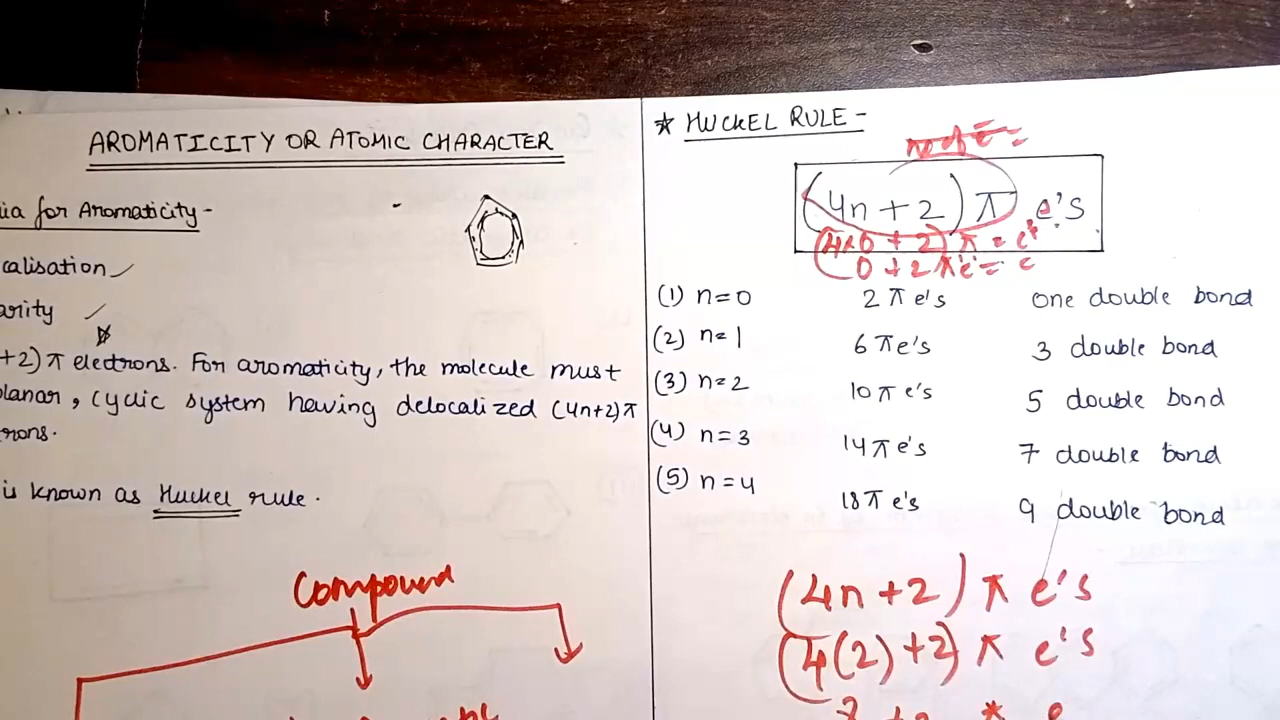 AROMATICITY OR ATOMIC CHARACTER
ia for Aromaticity-
calisation
arity
+2)π electrons. For aromaticity, the molecule must
lanar, cyclic system having delocalized (4n+2)π
rons.
is known as Huckel rule.
Compound
* HUCKEL RULE -
(4n + 2) π e's
(4×0 + 2) π = e's
0 + 2 π e =
(1) n=0 2 π e's one double bond
(2) n=1 6 π e's 3 double bond
(3) n=2 10 π e's 5 double bond
(4) n=3 14 π e's 7 double bond
(5) n=4 18 π e's 9 double bond
(4n + 2) π e's
(4(2) +2) π e's